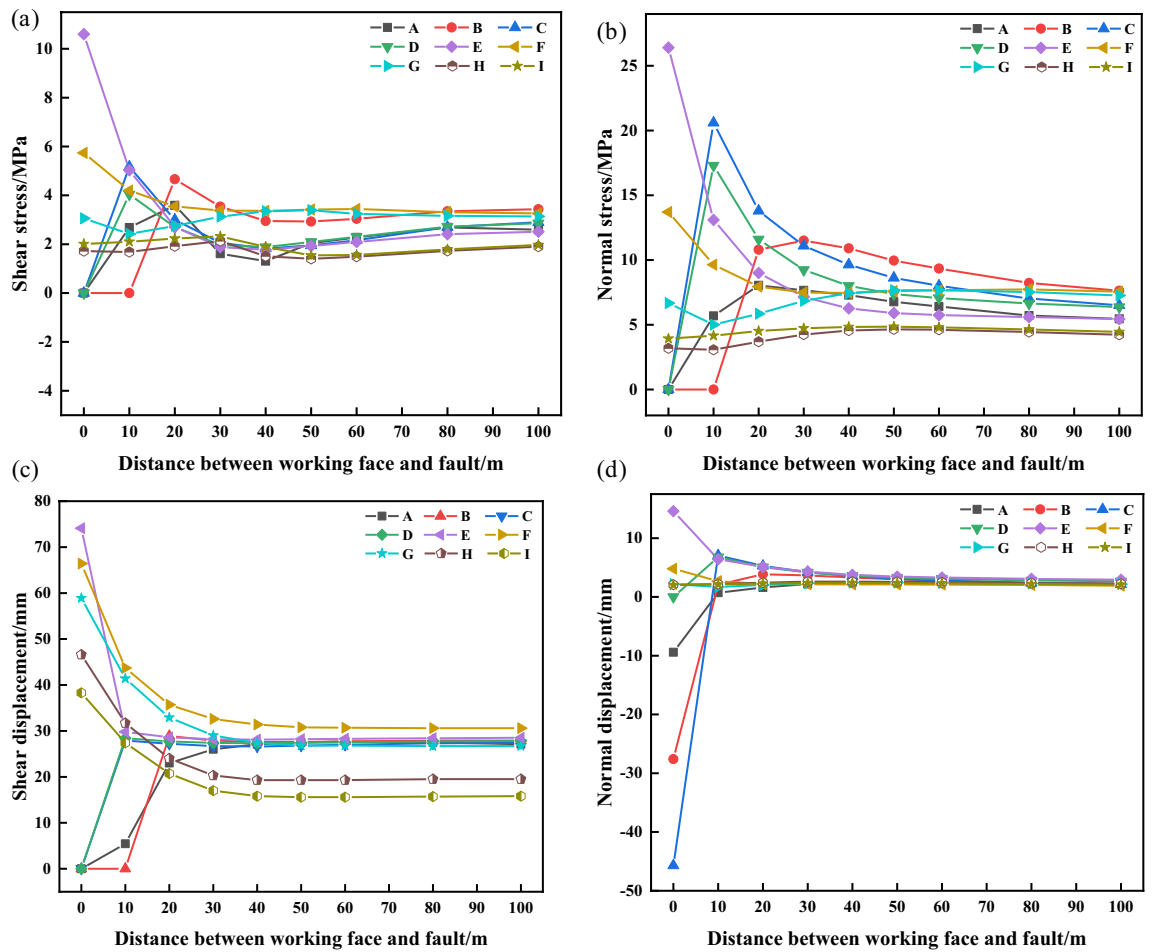 (a)
A B C
D E F
G H I
10
8
6
4
2
0
-2
-4
Shear stress/MPa
0 10 20 30 40 50 60 70 80 90 100
Distance between working face and fault/m
(b)
A B C
D E F
G H I
25
20
15
10
5
0
Normal stress/MPa
0 10 20 30 40 50 60 70 80 90 100
Distance between working face and fault/m
(c)
A B C
D E F
G H I
80
70
60
50
40
30
20
10
0
Shear displacement/mm
0 10 20 30 40 50 60 70 80 90 100
Distance between working face and fault/m
(d)
A B C
D E F
G H I
10
0
-10
-20
-30
-40
-50
Normal displacement/mm
0 10 20 30 40 50 60 70 80 90 100
Distance between working face and fault/m